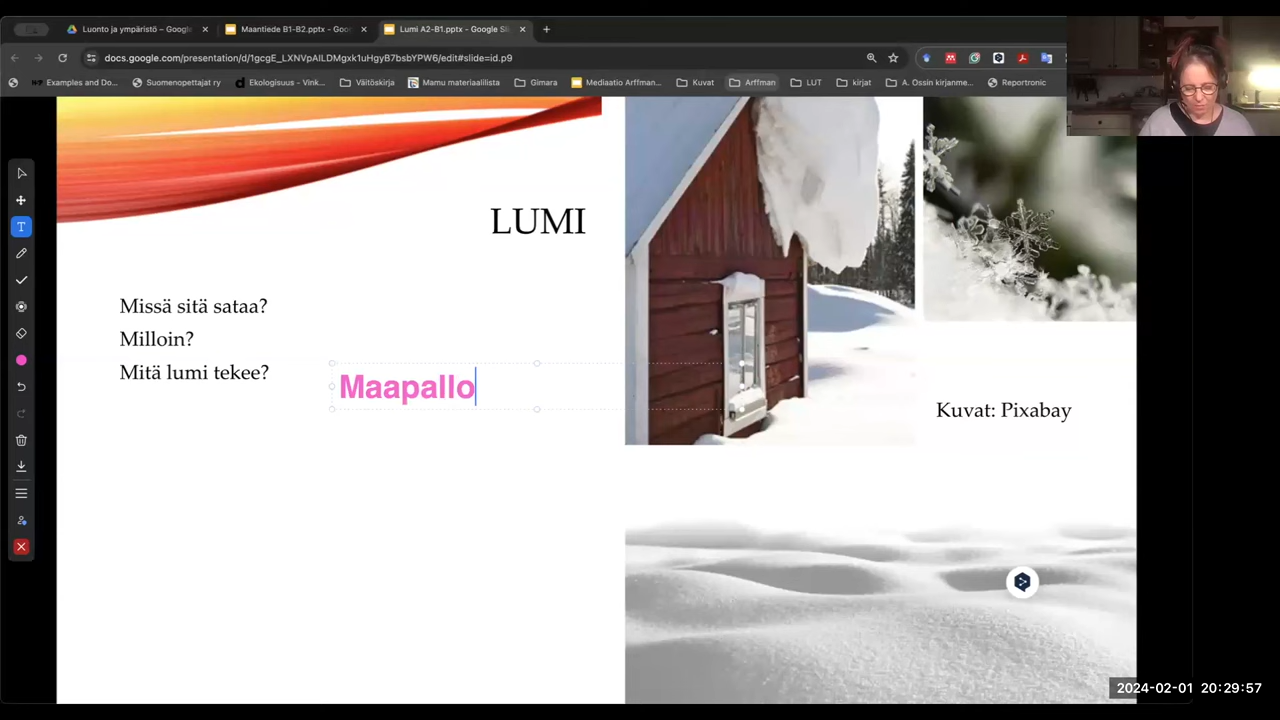 Luonto ja ympäristö – Google
Maantiede B1-B2.pptx - Goo
Lumi A2-B1.pptx - Google Sli
docs.google.com/presentation/d/1gcgE_LXNVpAILDMgxk1uHgyB7bsbYPW6/edit#slide=id.p9
Examples and Do...
Suomenopettajat ry
Ekologisuus – Vink...
Väitöskirja
Mamu materiaalilista
Gimara
Mediaatio Arffman...
Kuvat
Arffman
LUT
kirjat
A. Ossin kirjanme...
Reportronic
LUMI
Missä sitä sataa?
Milloin?
Mitä lumi tekee?
Maapallo
Kuvat: Pixabay
2024-02-01 20:29:57